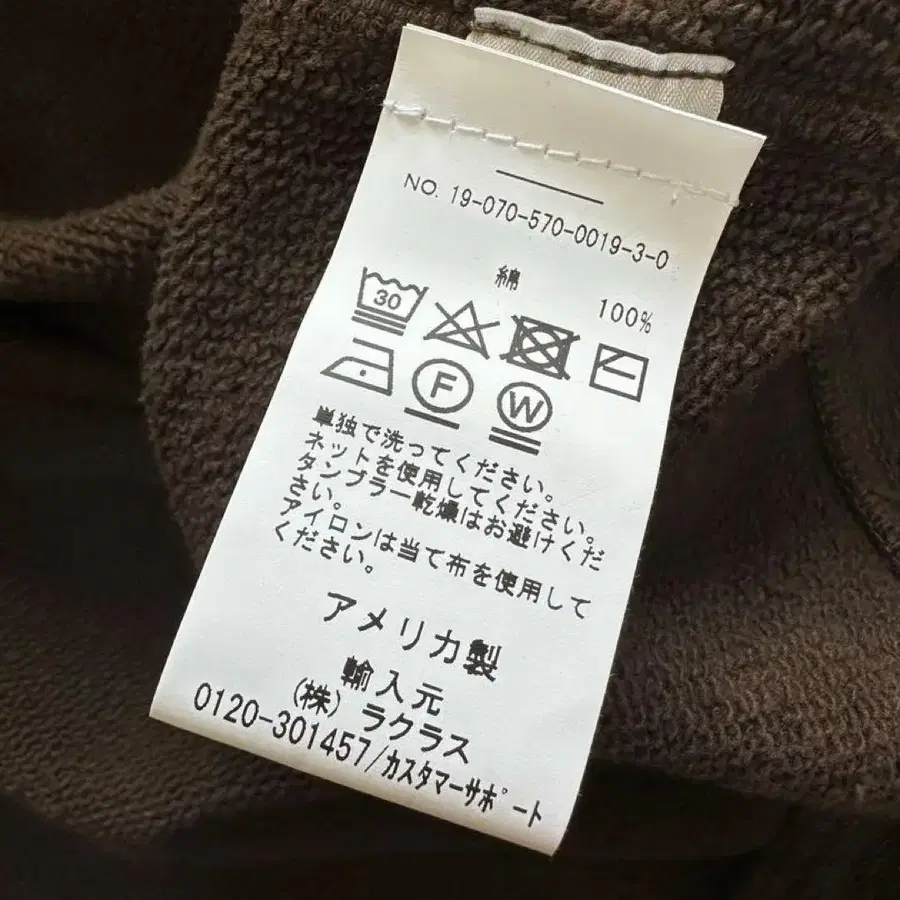 NO. 19-070-570-0019-3-0
綿 100%
30
F W
単独で洗ってください。
ネットを使用してください。
タンブラー乾燥はお避けくだ
さい。
アイロンは当て布を使用して
ください。
アメリカ製
輸入元
(株) ラクラス
0120-301457/カスタマーサポート